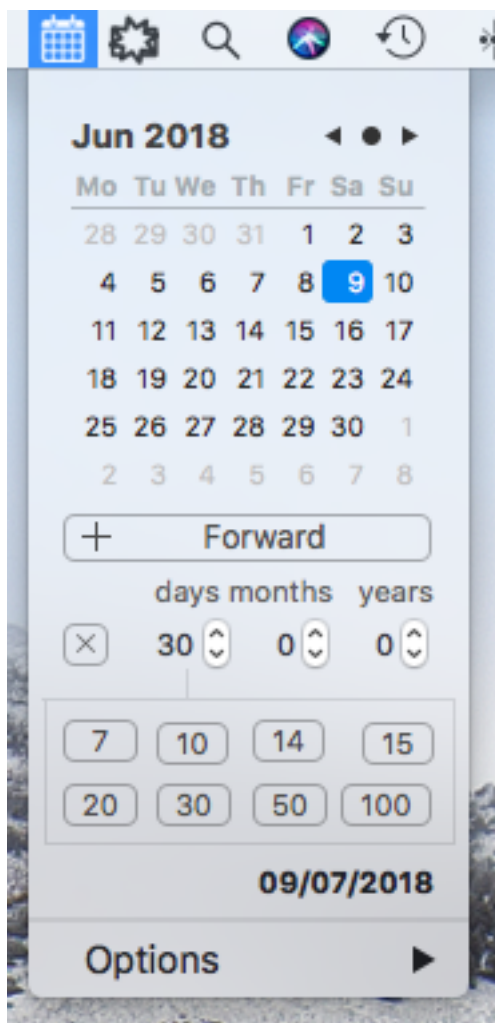 Jun 2018
Mo Tu We Th Fr Sa Su
28 29 30 31 1 2 3
4 5 6 7 8 9 10
11 12 13 14 15 16 17
18 19 20 21 22 23 24
25 26 27 28 29 30 1
2 3 4 5 6 7 8
+ Forward
days months years
30 0 0
7 10 14 15
20 30 50 100
09/07/2018
Options